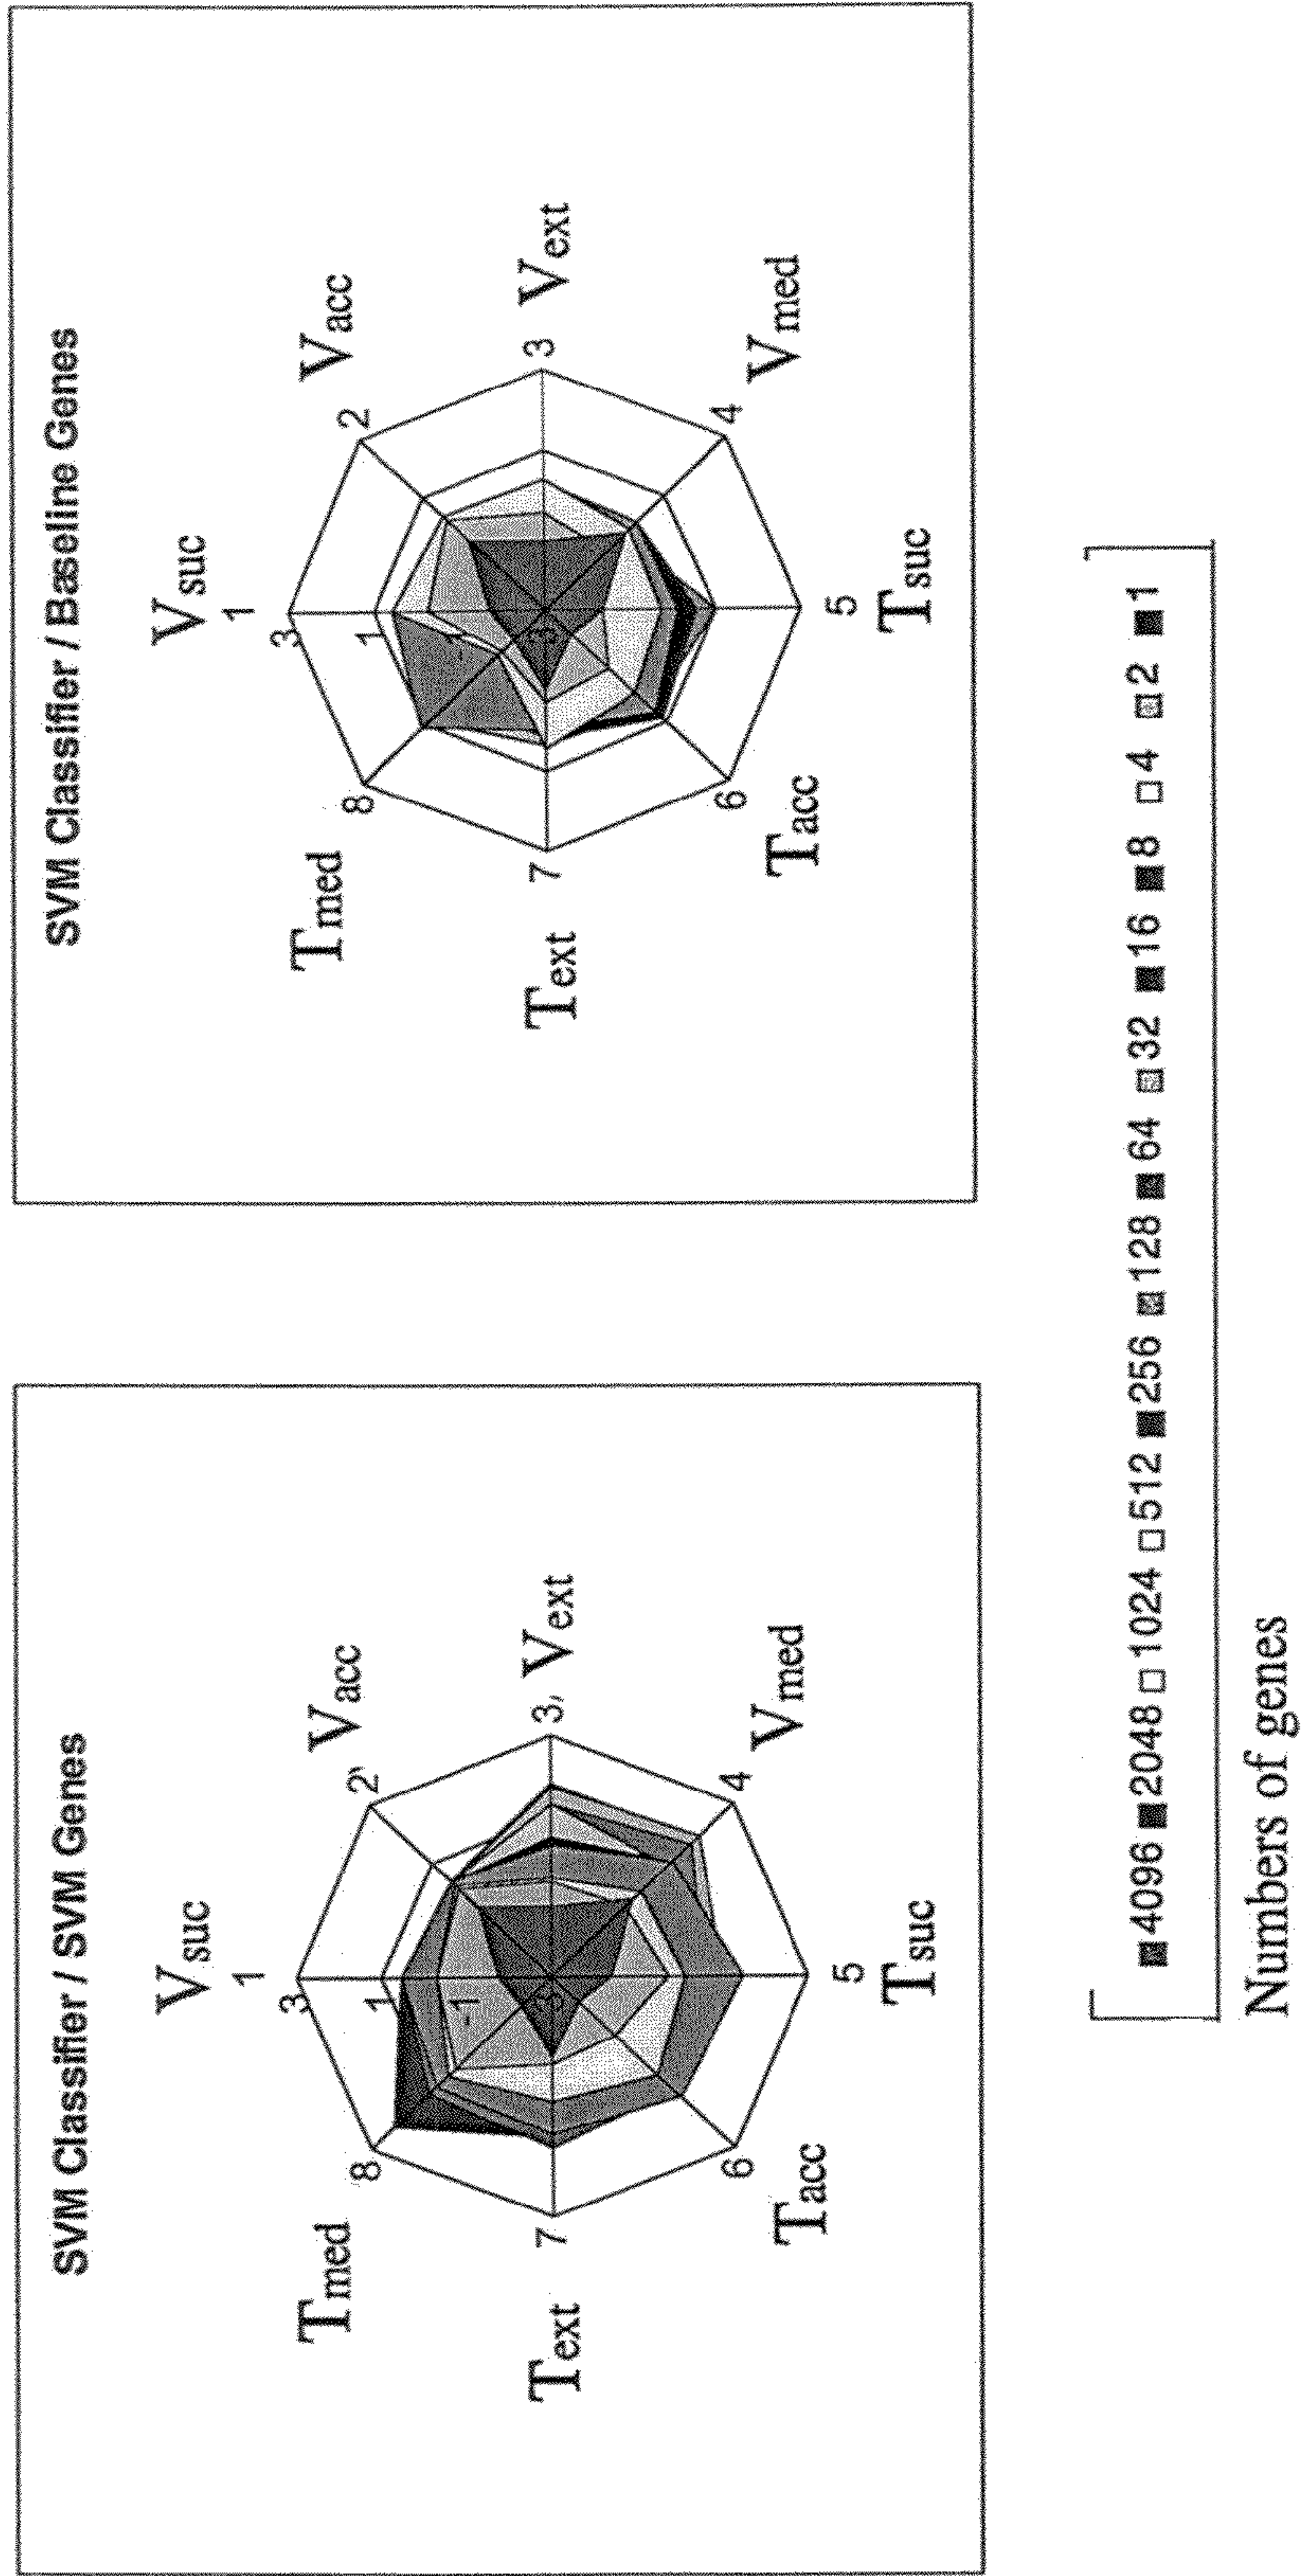 SVM Classifier / SVM Genes
Vsuc
1
3
1
-1
-3
Vacc
2
Vext
3
Vmed
4
Tsuc
5
Tacc
6
Text
7
Tmed
8
SVM Classifier / Baseline Genes
Vsuc
1
3
1
Vacc
2
Vext
3
Vmed
4
Tsuc
5
Tacc
6
Text
7
Tmed
8
4096 2048 1024 512 256 128 64 32 16 8 4 2 1
Numbers of genes